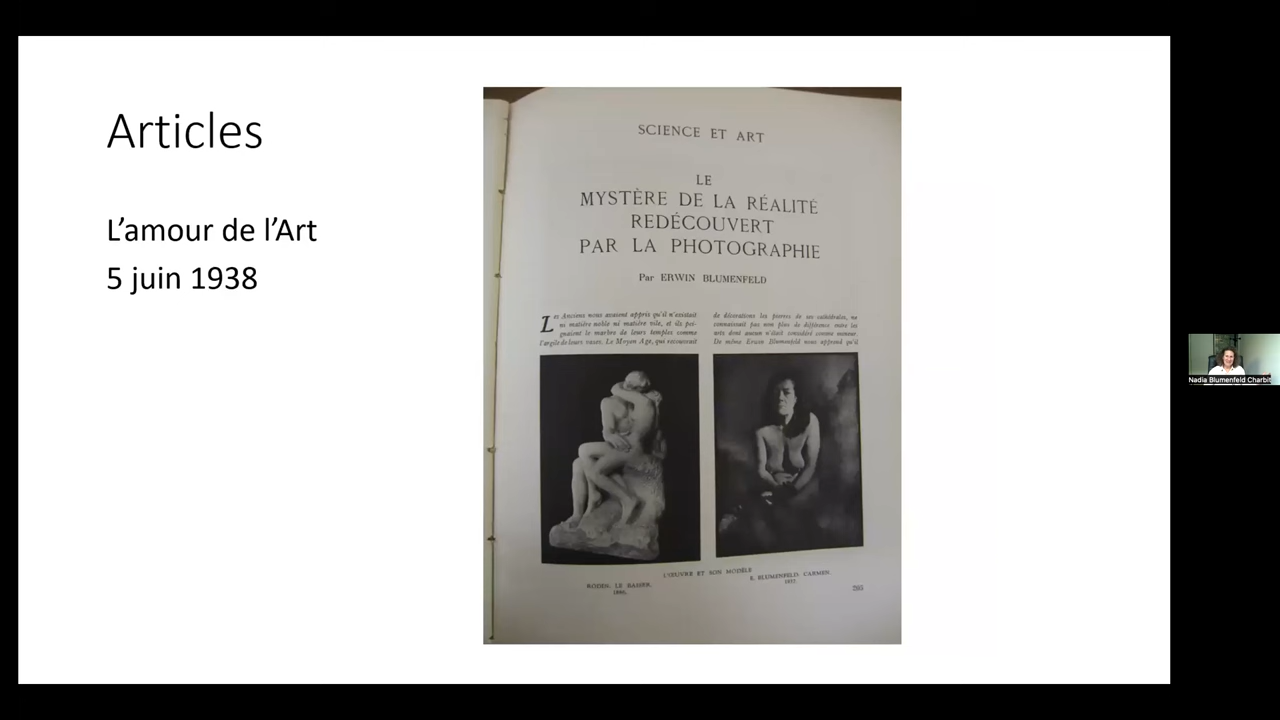 Articles
L’amour de l’Art
5 juin 1938
SCIENCE ET ART
LE
MYSTÈRE DE LA RÉALITÉ
REDÉCOUVERT
PAR LA PHOTOGRAPHIE
Par ERWIN BLUMENFELD
Les Anciens nous avaient appris qu'il n'existait
ni matière noble ni matière vile, et ils pei-
gnaient le marbre de leurs temples comme
l'argile de leurs vases. Le Moyen Age, qui recouvrait
de décorations les pierres de ses cathédrales, ne
connaissait pas non plus de différence entre les
arts dont aucun n'était considéré comme mineur.
De même Erwin Blumenfeld nous apprend qu'il
L'ŒUVRE ET SON MODÈLE
RODIN. LE BAISER.
1886.
E. BLUMENFELD. CARMEN.
1937.
Nadia Blumenfeld Charbit